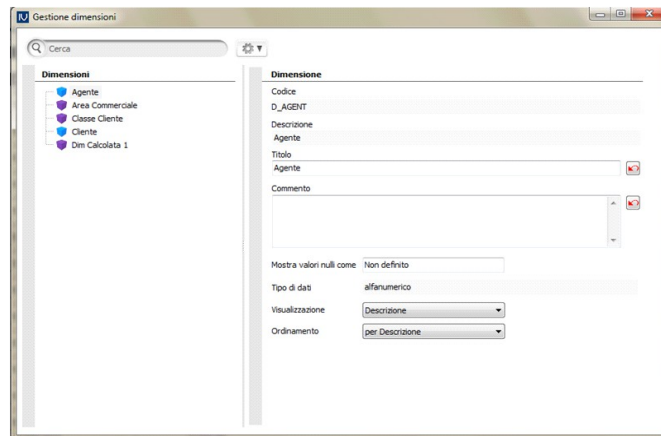 Gestione dimensioni
Cerca
Dimensioni
Agente
Area Commerciale
Classe Cliente
Cliente
Dim Calcolata 1
Dimensione
Codice
D_AGENT
Descrizione
Agente
Titolo
Agente
Commento
Mostra valori nulli come Non definito
Tipo di dati alfanumerico
Visualizzazione Descrizione
Ordinamento per Descrizione